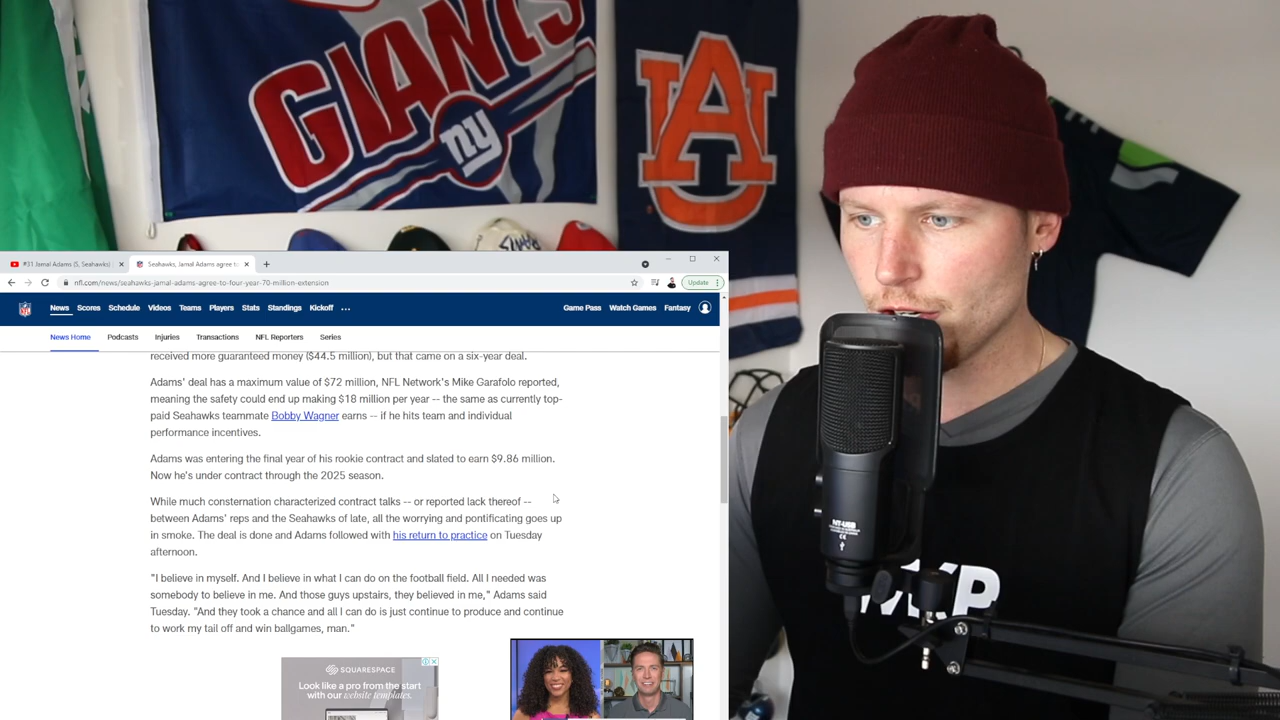 GIANTS
ny
AU
#31 Jamal Adams (S, Seahawks)
Seahawks, Jamal Adams agree to
nfl.com/news/seahawks-jamal-adams-agree-to-four-year-70-million-extension
Update
News Scores Schedule Videos Teams Players Stats Standings Kickoff ...
Game Pass Watch Games Fantasy
News Home Podcasts Injuries Transactions NFL Reporters Series
received more guaranteed money ($44.5 million), but that came on a six-year deal.
Adams' deal has a maximum value of $72 million, NFL Network's Mike Garafolo reported,
meaning the safety could end up making $18 million per year -- the same as currently top-
paid Seahawks teammate Bobby Wagner earns -- if he hits team and individual
performance incentives.
Adams was entering the final year of his rookie contract and slated to earn $9.86 million.
Now he's under contract through the 2025 season.
While much consternation characterized contract talks -- or reported lack thereof --
between Adams' reps and the Seahawks of late, all the worrying and pontificating goes up
in smoke. The deal is done and Adams followed with his return to practice on Tuesday
afternoon.
"I believe in myself. And I believe in what I can do on the football field. All I needed was
somebody to believe in me. And those guys upstairs, they believed in me," Adams said
Tuesday. "And they took a chance and all I can do is just continue to produce and continue
to work my tail off and win ballgames, man."
SQUARESPACE
Look like a pro from the start
with our website templates.
NT-USB